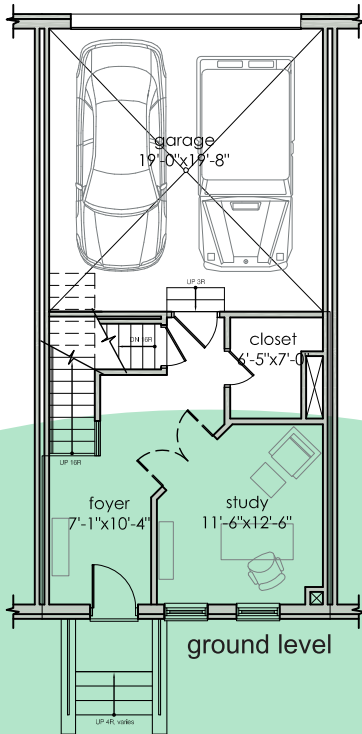 garage
19'-0"x19'-8"
UP 3R
DN 16R
closet
6'-5"x7'-0"
UP 16R
foyer
7'-1"x10'-4"
study
11'-6"x12'-6"
ground level
UP 4R, varies